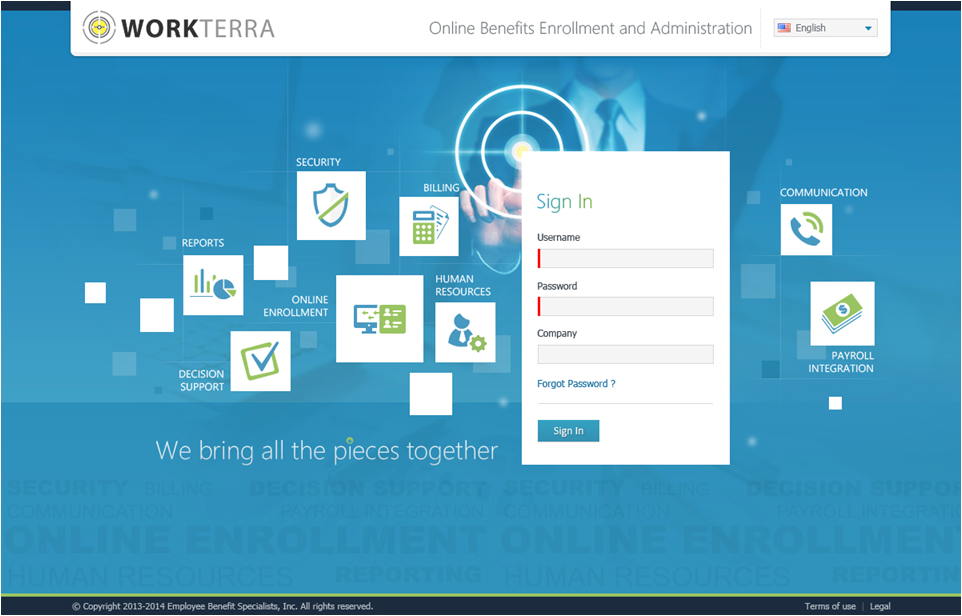 WORKTERRA
Online Benefits Enrollment and Administration
English
SECURITY
BILLING
REPORTS
ONLINE
ENROLLMENT
HUMAN
RESOURCES
DECISION
SUPPORT
Sign In
Username
Password
Company
Forgot Password ?
Sign In
COMMUNICATION
PAYROLL
INTEGRATION
We bring all the pieces together
SECURITY BILLING DECISION SUPPORT SECURITY BILLING DECISION SUPPO
COMMUNICATION PAYROLL INTEGRATION COMMUNICATION PAYROLL INTEGRATI
ONLINE ENROLLMENT ONLINE ENROLLMENT
HUMAN RESOURCES REPORTING HUMAN RESOURCES REPORTIN
© Copyright 2013-2014 Employee Benefit Specialists, Inc. All rights reserved.
Terms of use | Legal